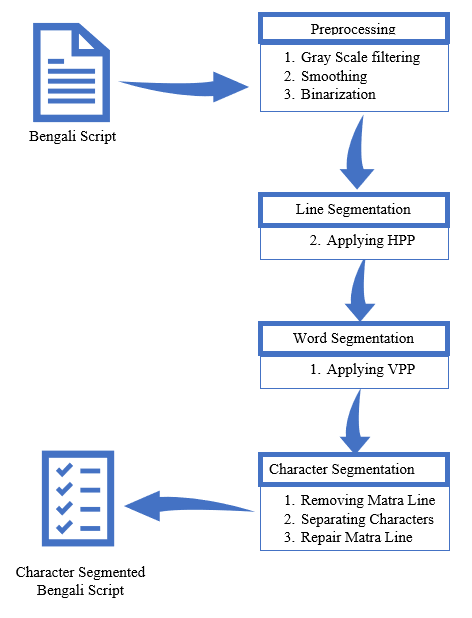 Bengali Script
Preprocessing
1. Gray Scale filtering
2. Smoothing
3. Binarization
Line Segmentation
2. Applying HPP
Word Segmentation
1. Applying VPP
Character Segmentation
1. Removing Matra Line
2. Separating Characters
3. Repair Matra Line
Character Segmented
Bengali Script